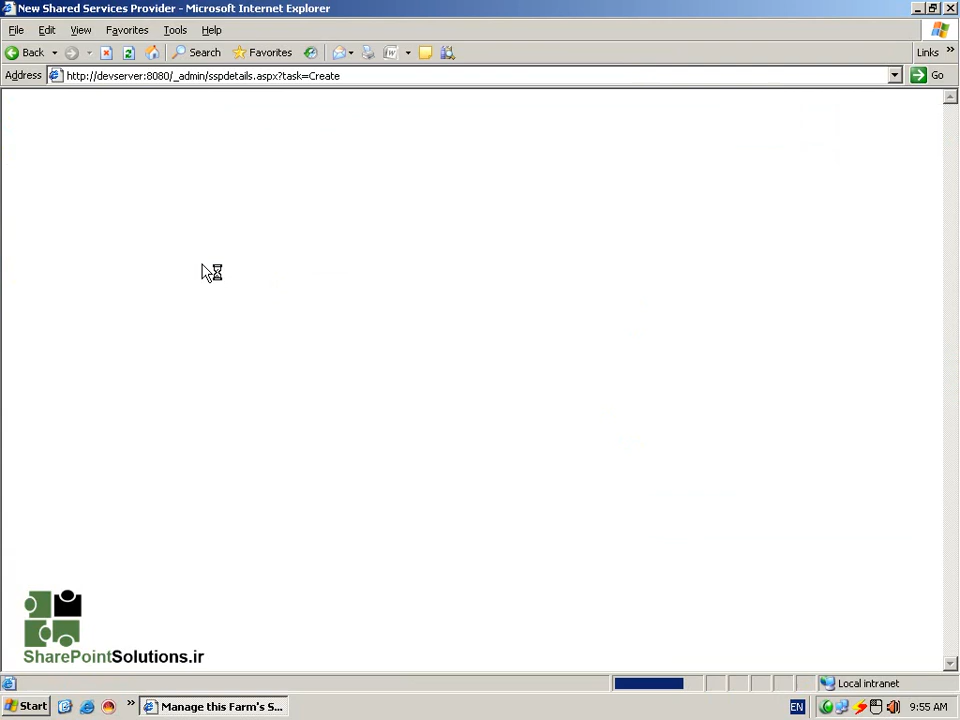 New Shared Services Provider - Microsoft Internet Explorer
File Edit View Favorites Tools Help
Back Search Favorites Links »
Address http://devserver:8080/_admin/sspdetails.aspx?task=Create Go
SharePointSolutions.ir
Local intranet
Start » Manage this Farm's S... EN 9:55 AM